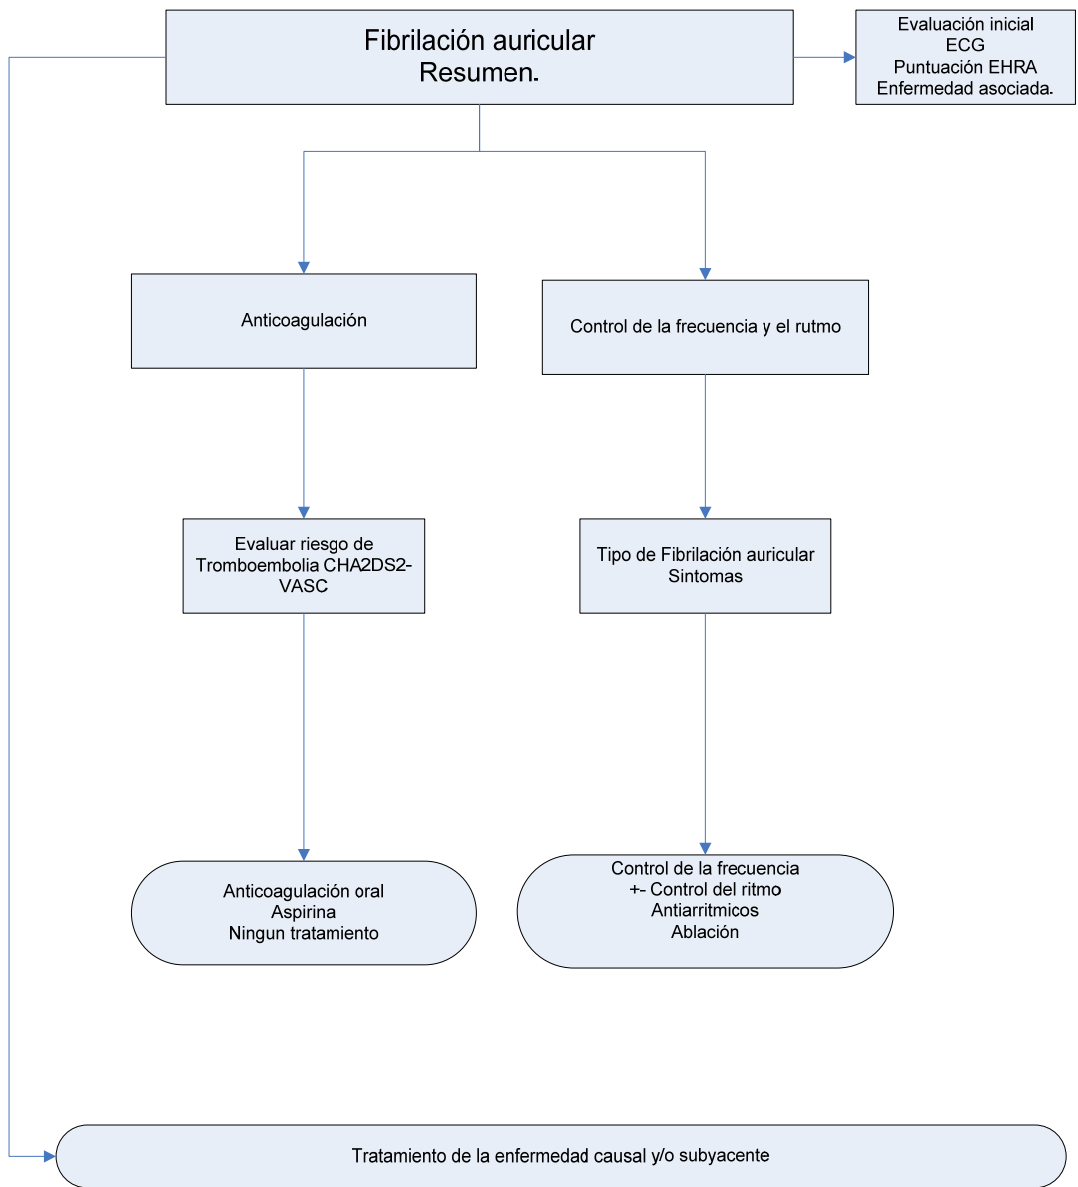 Fibrilación auricular
Resumen.
Evaluación inicial
ECG
Puntuación EHRA
Enfermedad asociada.
Anticoagulación
Control de la frecuencia y el rutmo
Evaluar riesgo de
Tromboembolia CHA2DS2-
VASC
Tipo de Fibrilación auricular
Sintomas
Anticoagulación oral
Aspirina
Ningun tratamiento
Control de la frecuencia
+- Control del ritmo
Antiarritmicos
Ablación
Tratamiento de la enfermedad causal y/o subyacente